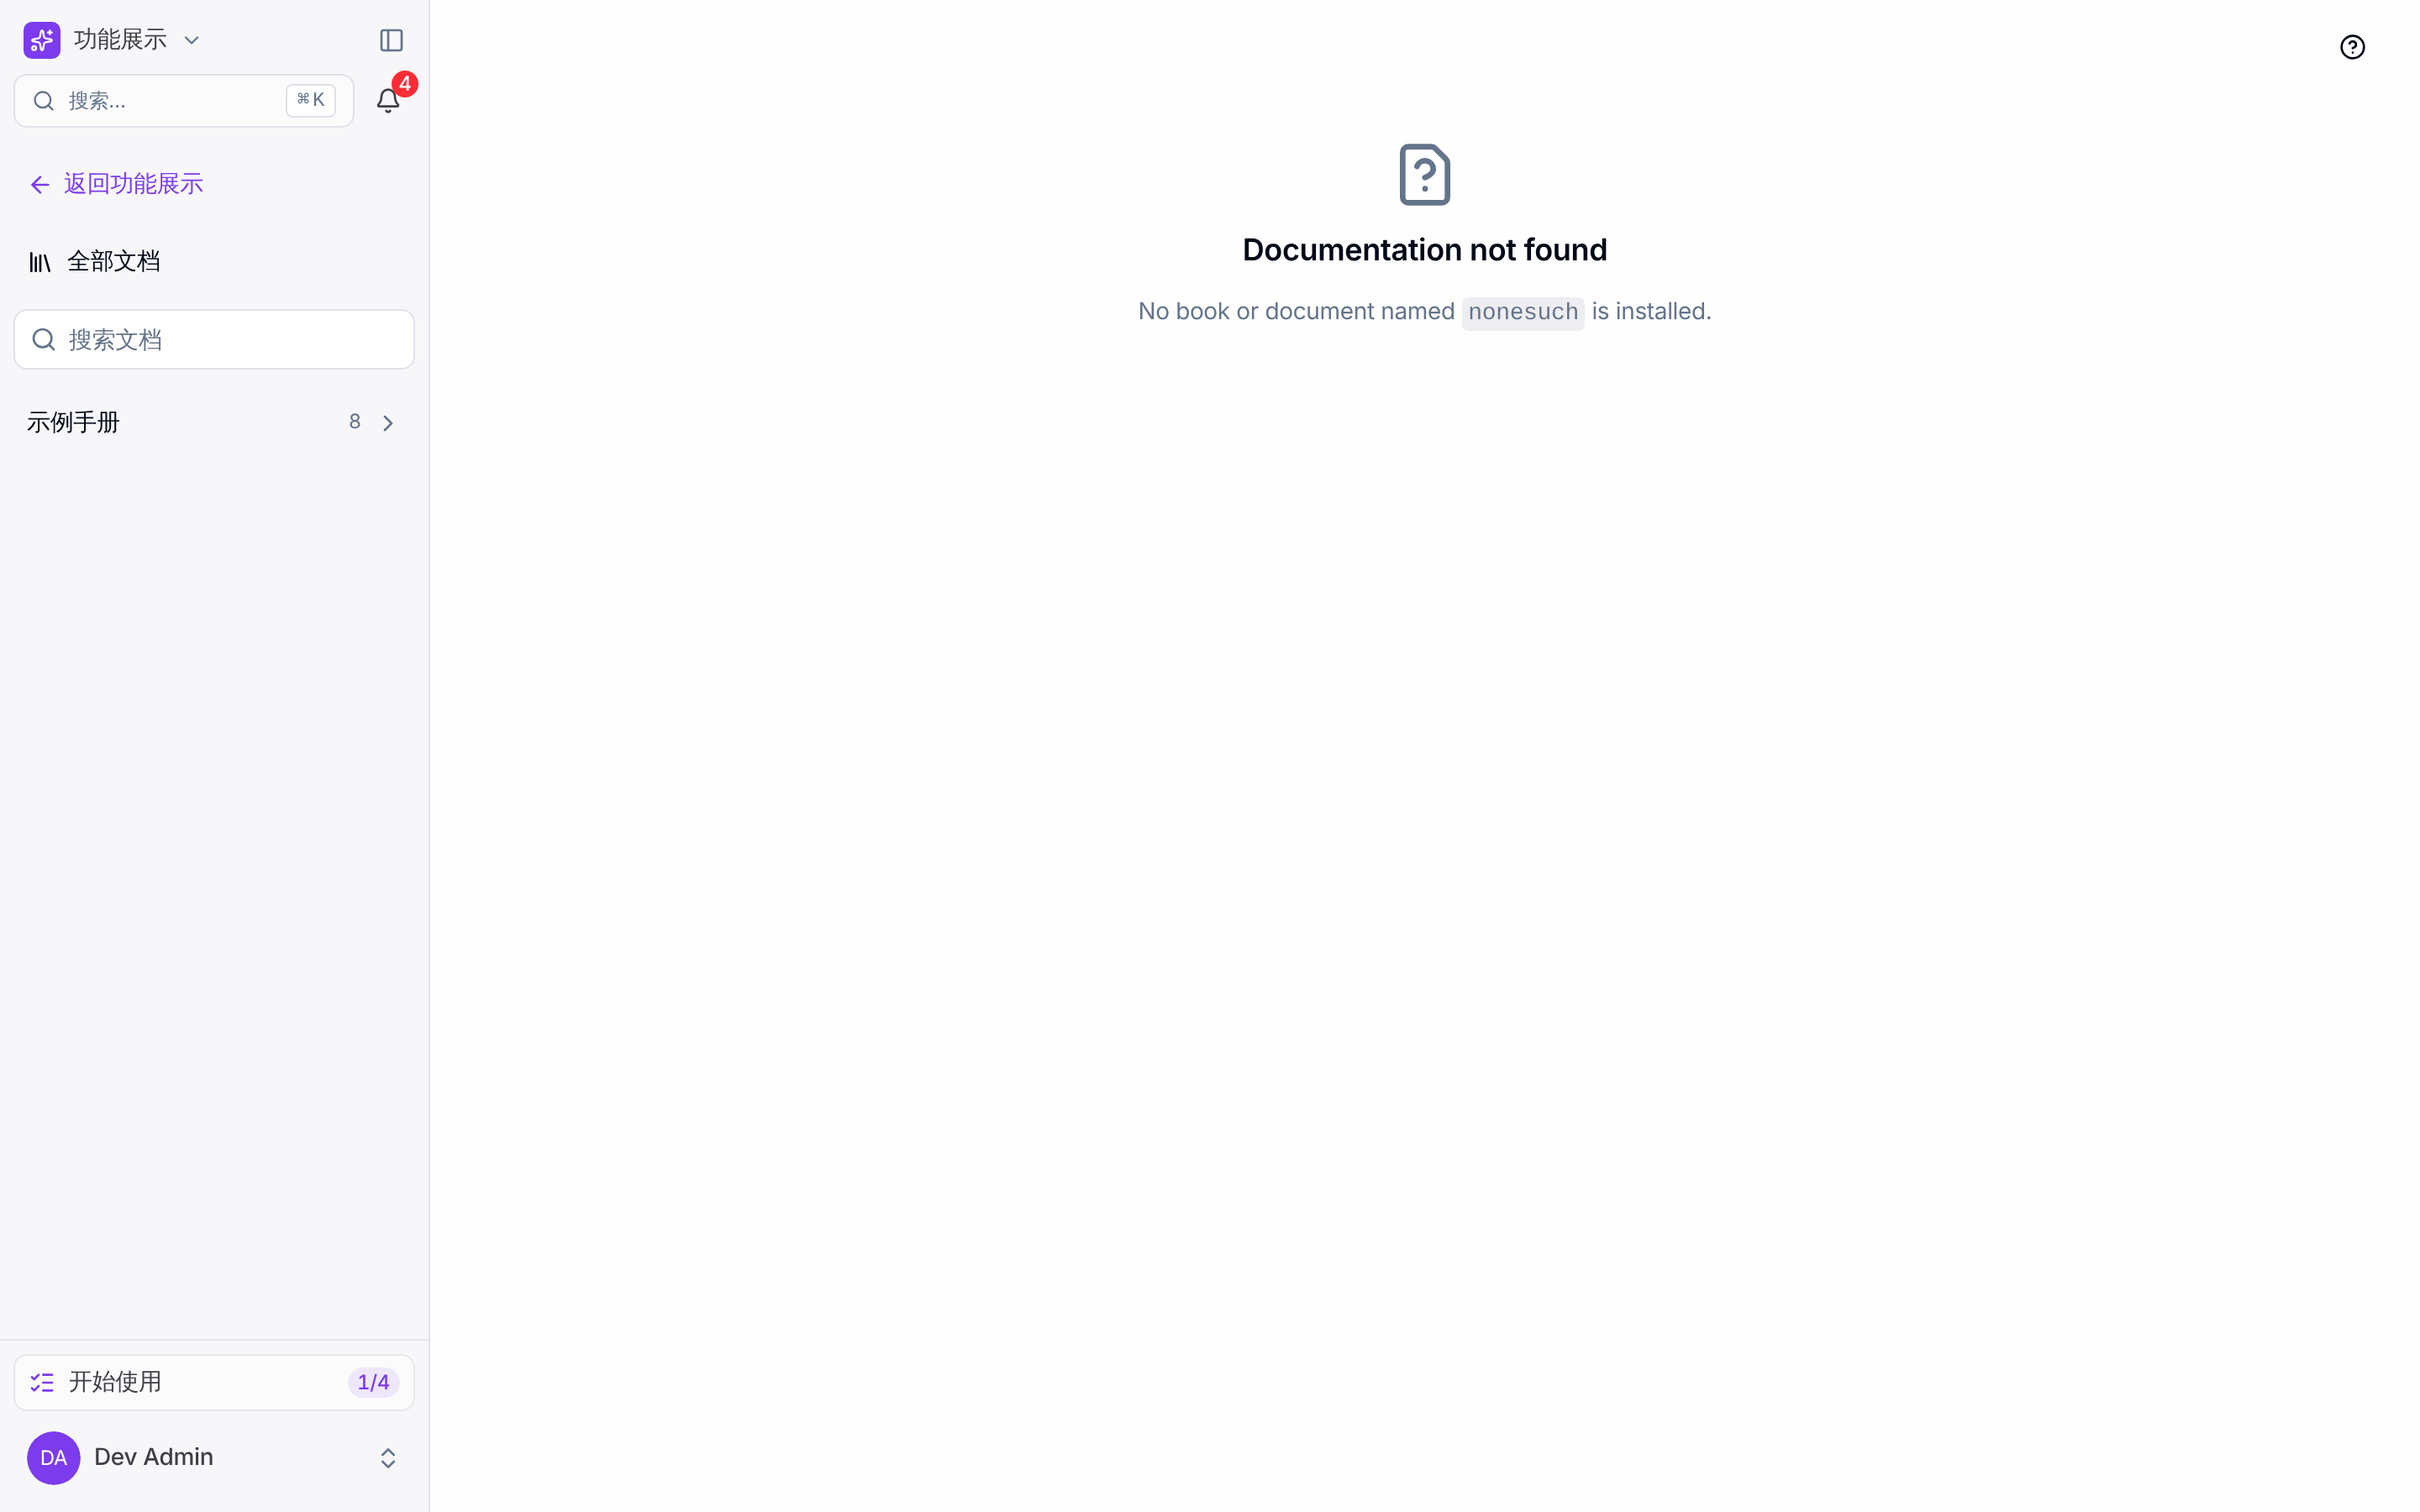 功能展示
搜索...
⌘K
4
返回功能展示
全部文档
搜索文档
示例手册
8
Documentation not found
No book or document named nonesuch is installed.
开始使用
1/4
DA
Dev Admin